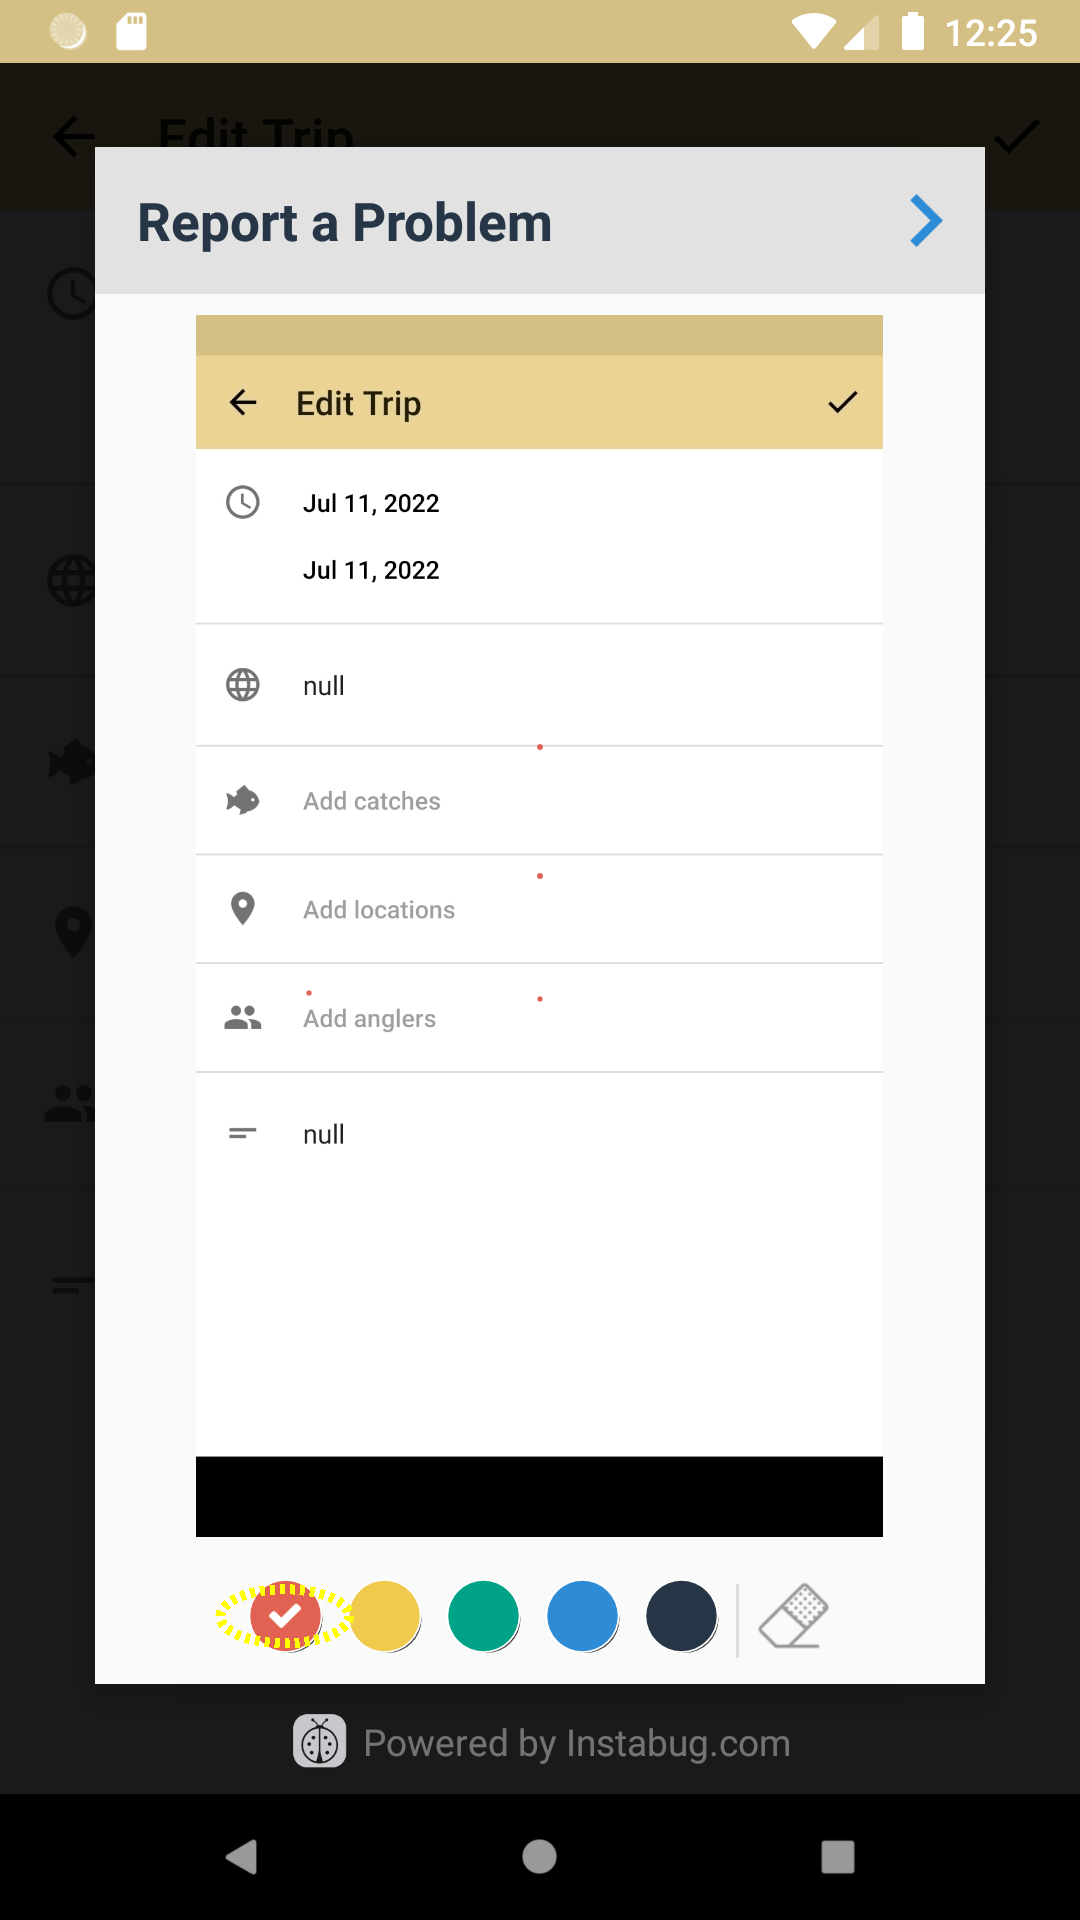 12:25
Edit Trip
Report a Problem
Edit Trip
Jul 11, 2022
Jul 11, 2022
null
Add catches
Add locations
Add anglers
null
Powered by Instabug.com